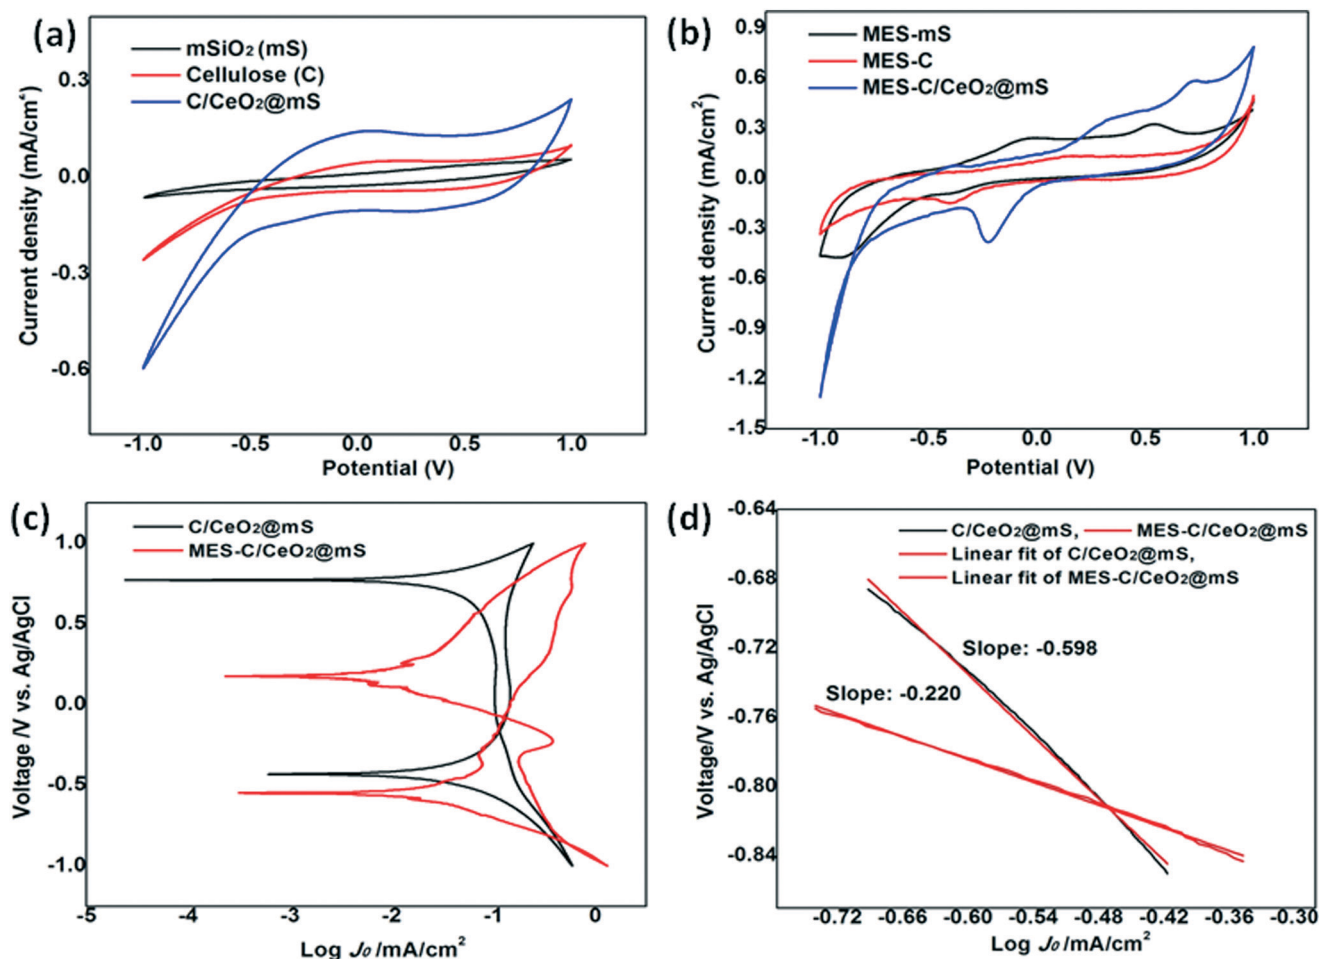 (a)
mSiO₂ (mS)
Cellulose (C)
C/CeO₂@mS
0.3
0.0
-0.3
-0.6
Current density (mA/cm²)
-1.0 -0.5 0.0 0.5 1.0
Potential (V)
(b)
MES-mS
MES-C
MES-C/CeO₂@mS
0.9
0.6
0.3
0.0
-0.3
-0.6
-0.9
-1.2
-1.5
Current density (mA/cm²)
-1.0 -0.5 0.0 0.5 1.0
Potential (V)
(c)
C/CeO₂@mS
MES-C/CeO₂@mS
1.0
0.5
0.0
-0.5
-1.0
Voltage /V vs. Ag/AgCl
-5 -4 -3 -2 -1 0
Log J₀ /mA/cm²
(d)
C/CeO₂@mS, MES-C/CeO₂@mS
Linear fit of C/CeO₂@mS,
Linear fit of MES-C/CeO₂@mS
Slope: -0.598
Slope: -0.220
-0.64
-0.68
-0.72
-0.76
-0.80
-0.84
Voltage/V vs. Ag/AgCl
-0.72 -0.66 -0.60 -0.54 -0.48 -0.42 -0.36 -0.30
Log J₀ /mA/cm²